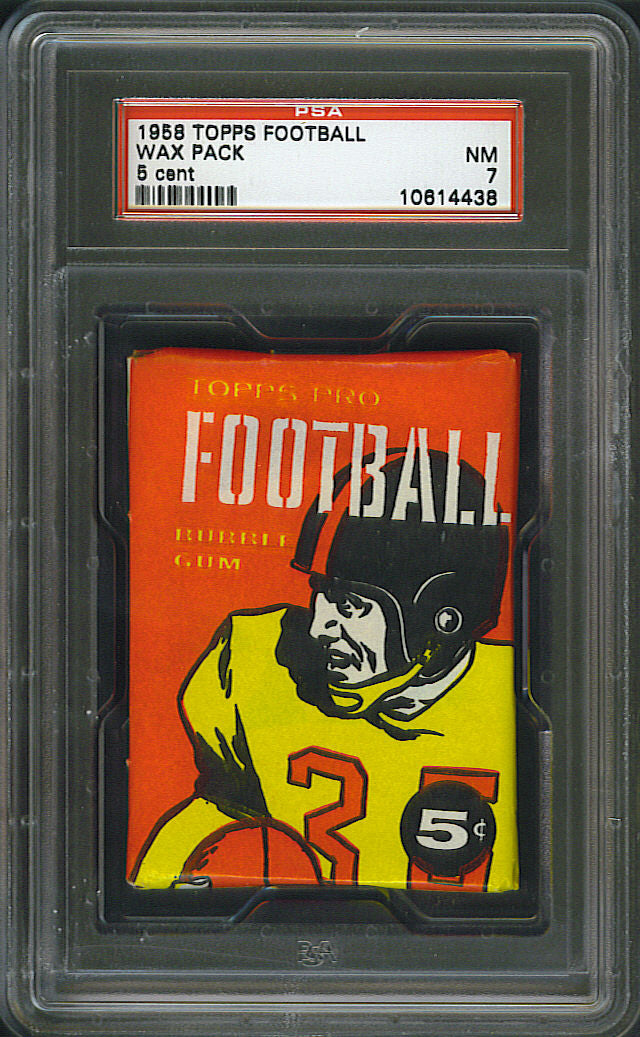 PSA
1958 TOPPS FOOTBALL
WAX PACK
NM
5 cent
7
10614438
TOPPS PRO
FOOTBALL
BUBBLE
GUM
35
5¢
PSA